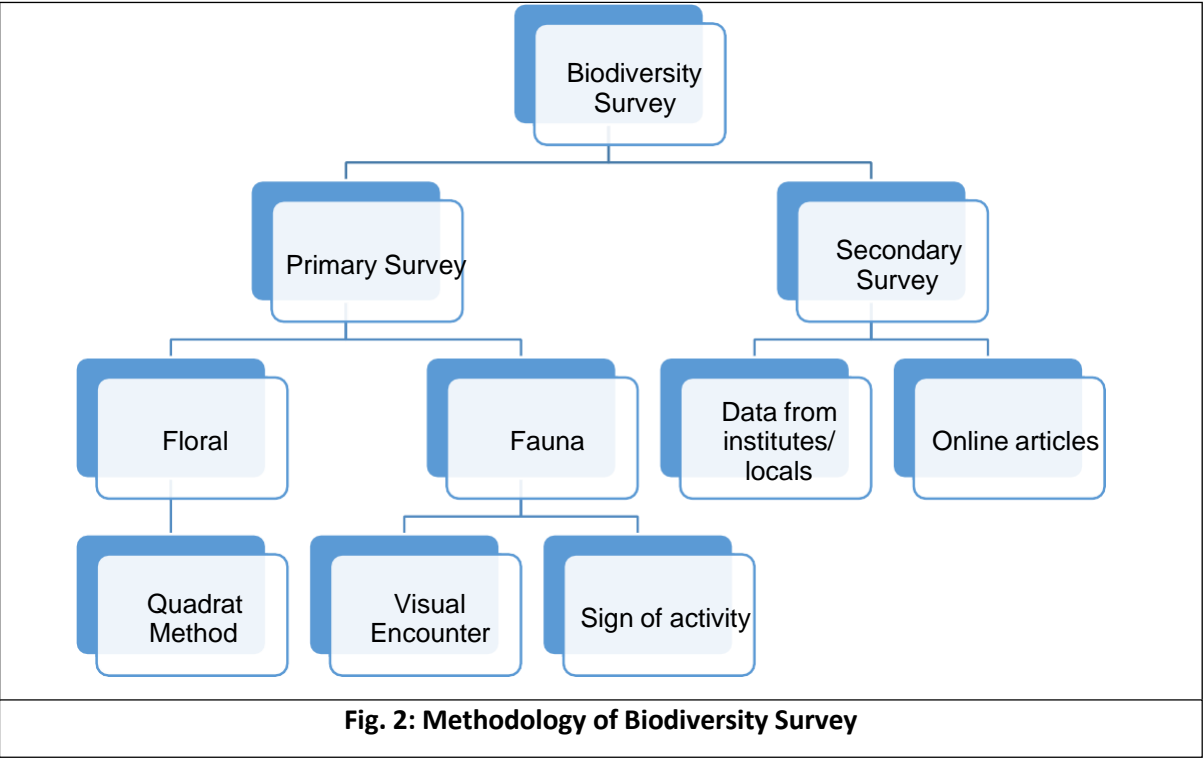 Biodiversity
Survey
Primary Survey
Secondary
Survey
Floral
Fauna
Data from
institutes/
locals
Online articles
Quadrat
Method
Visual
Encounter
Sign of activity
Fig. 2: Methodology of Biodiversity Survey